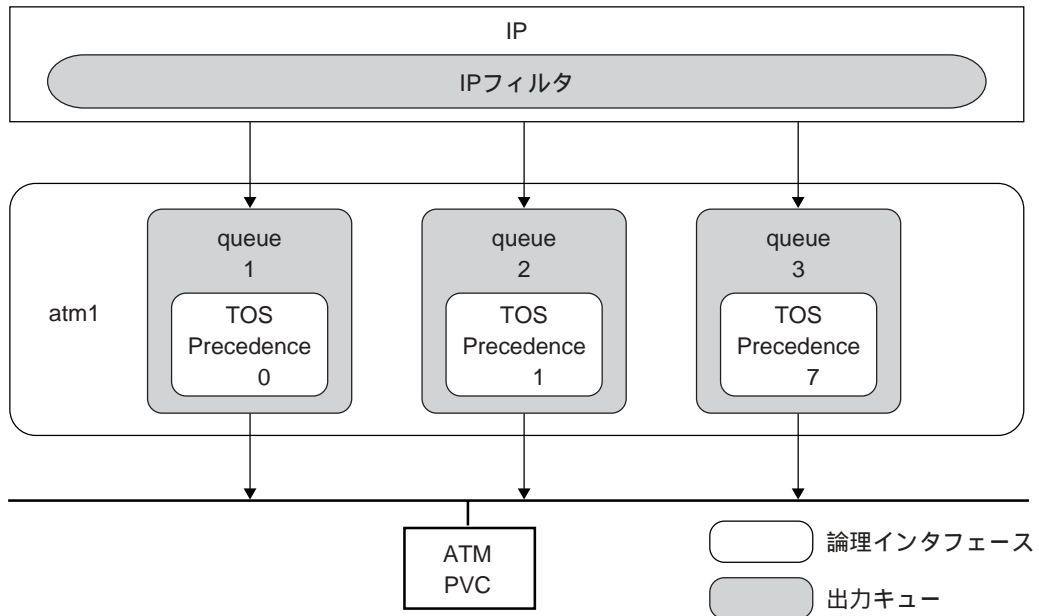 IP
IPフィルタ
atm1
queue
1
TOS
Precedence
0
queue
2
TOS
Precedence
1
queue
3
TOS
Precedence
7
ATM
PVC
論理インタフェース
出力キュー